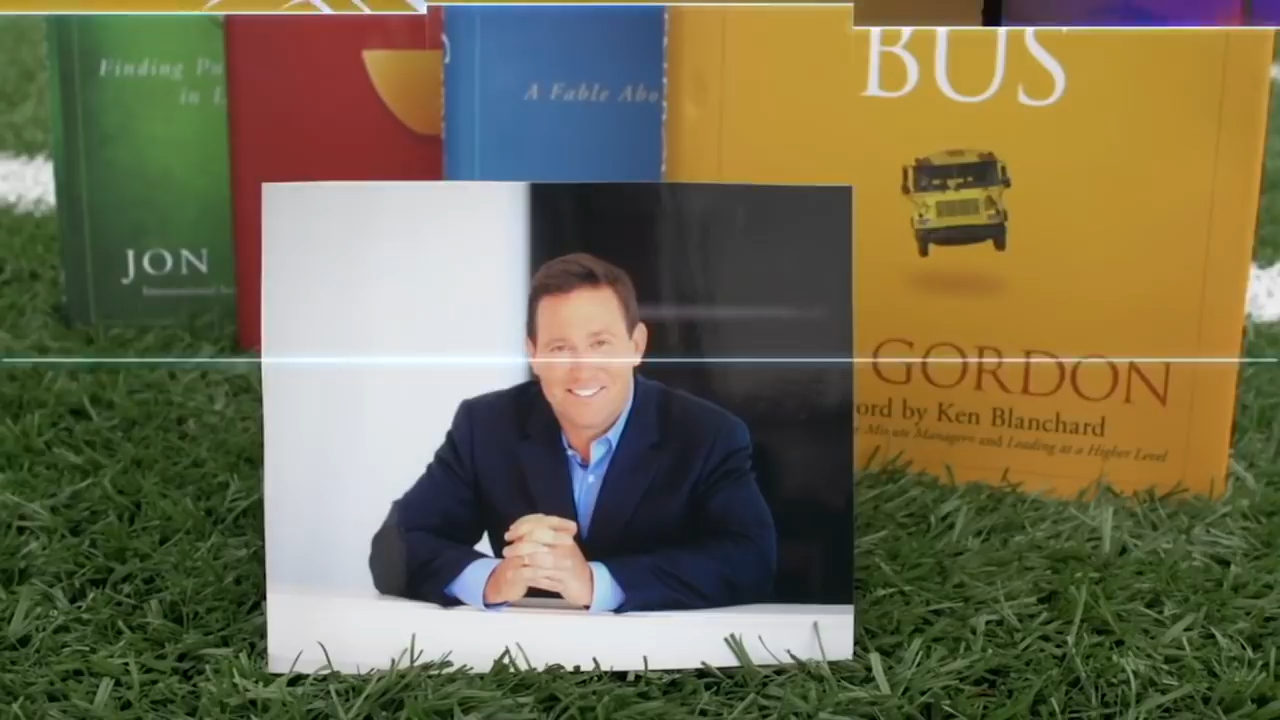 Finding Pu
in L
JON
A Fable Abo
BUS
GORDON
ord by Ken Blanchard
Minute Manager and Leading at a Higher Level